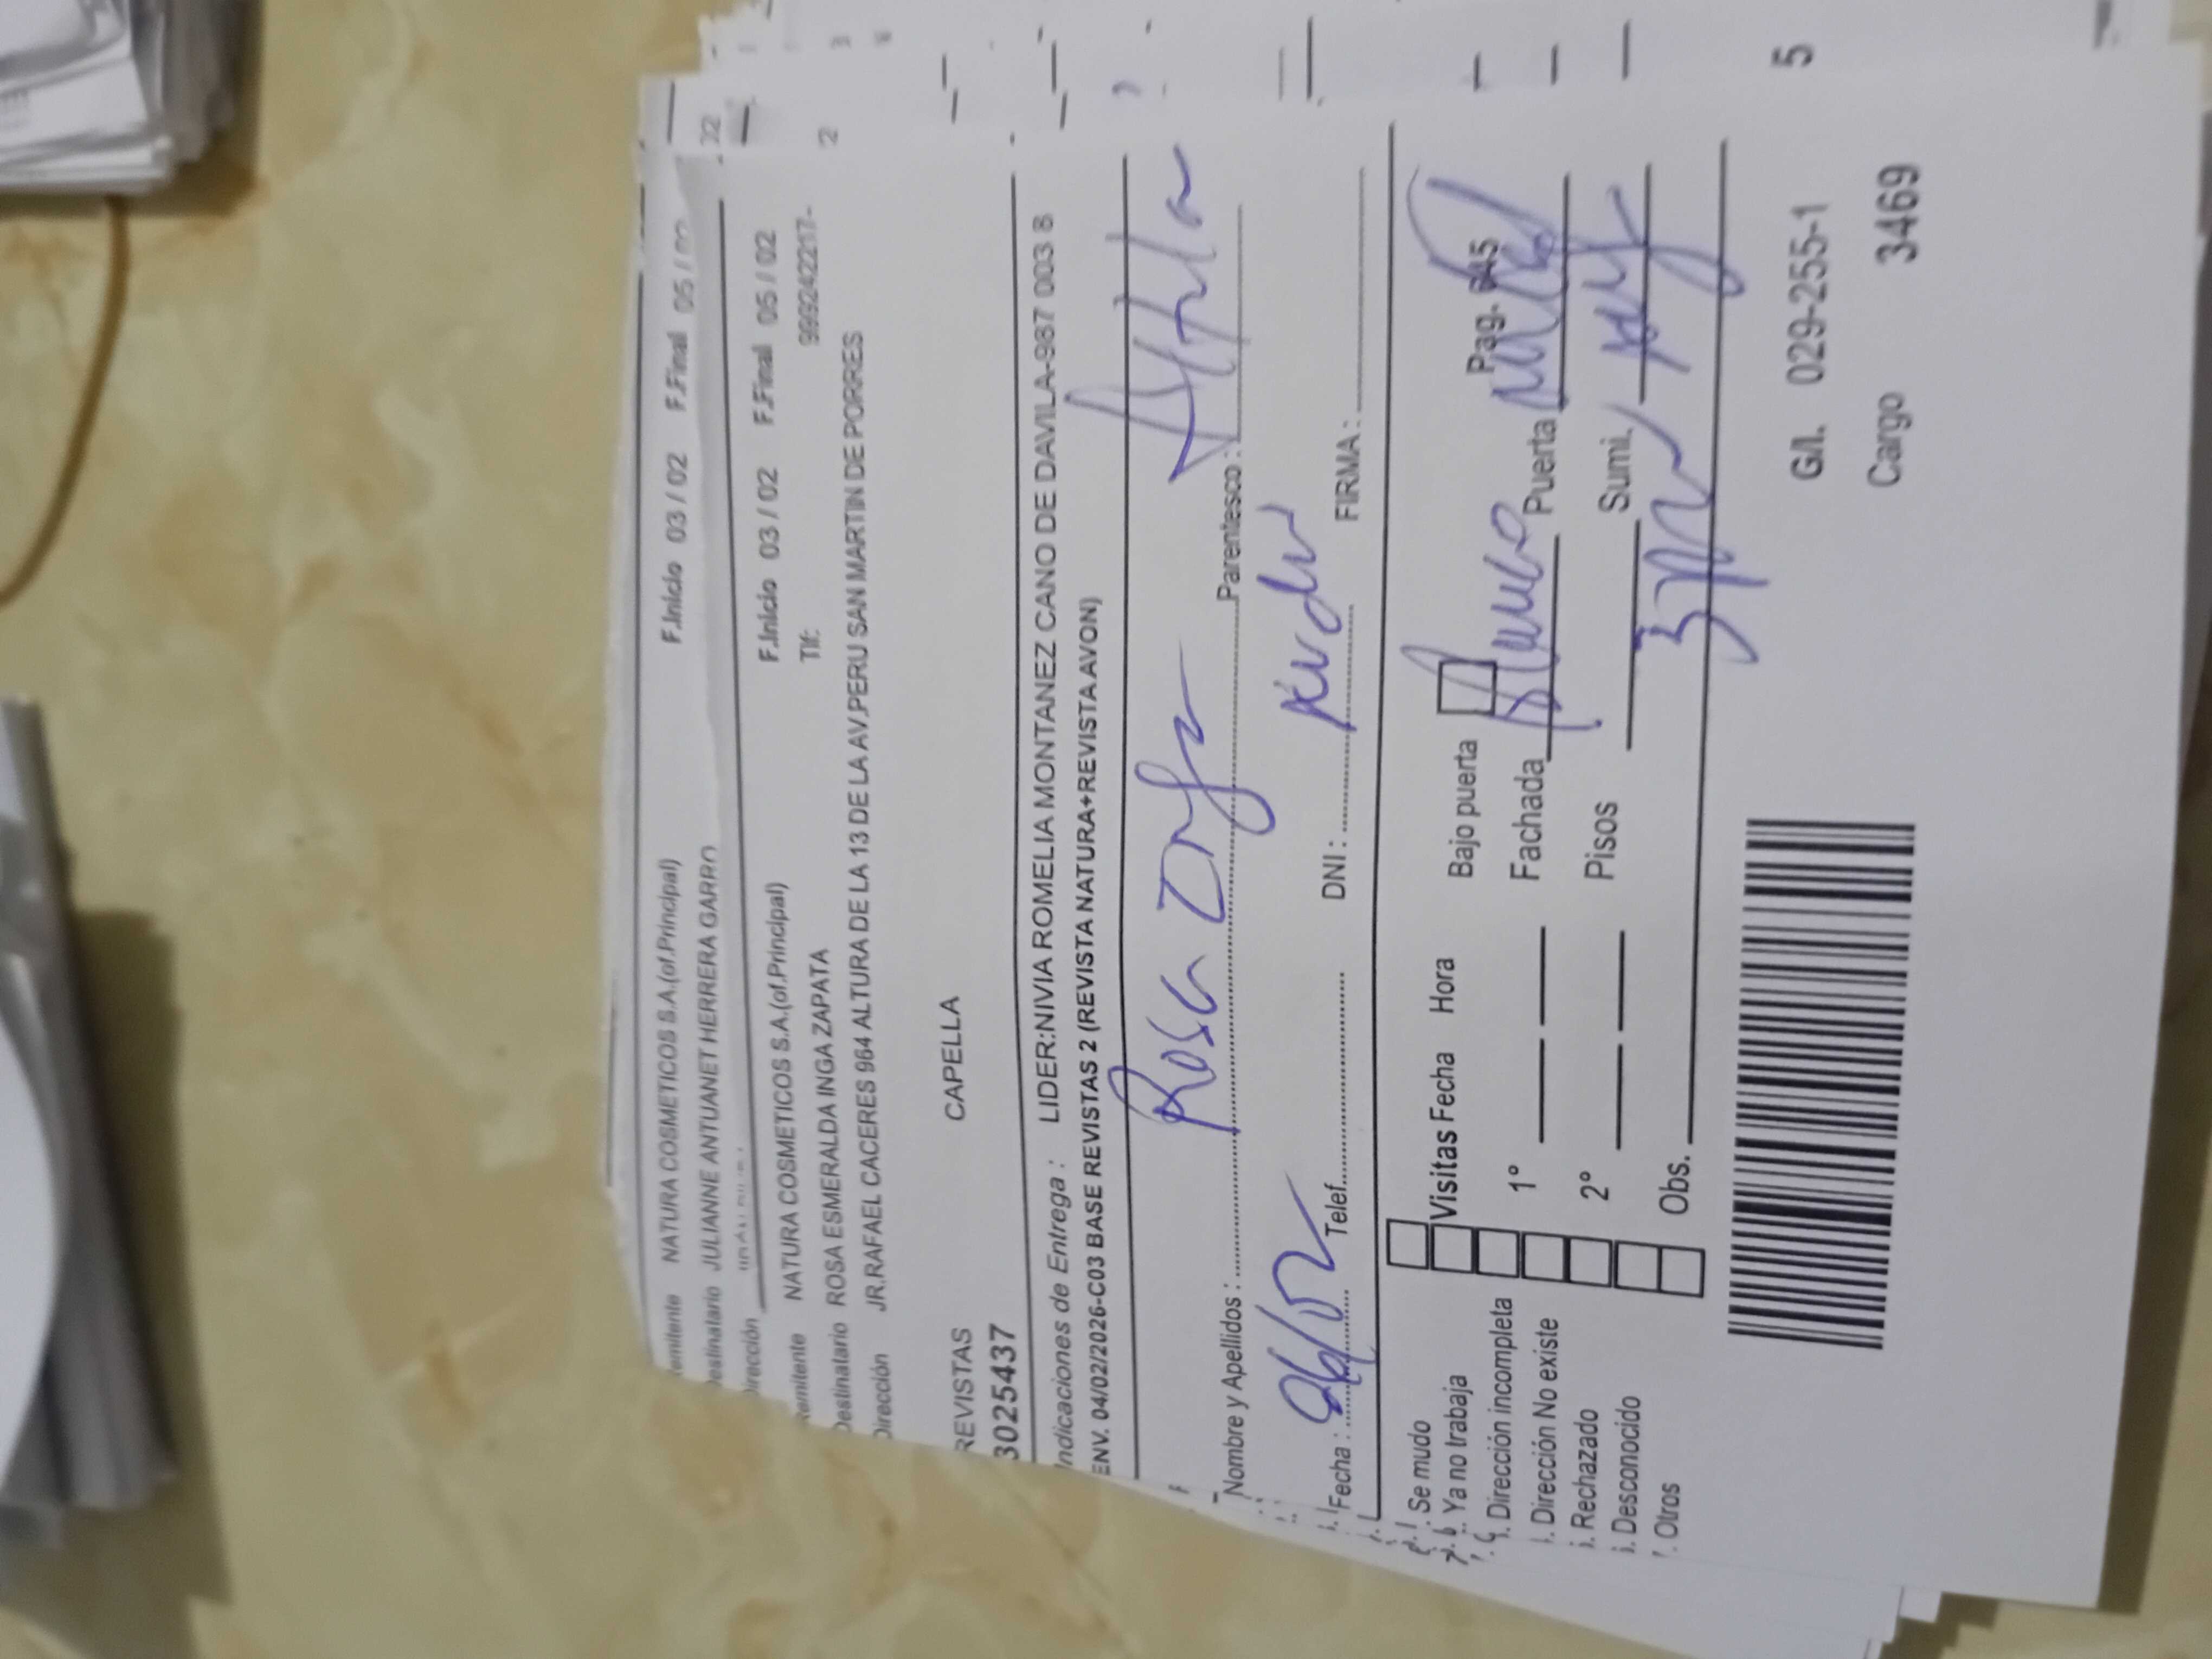 NATURA COSMETICOS S.A.(of.Principal) F.Inicio 03 / 02 F.Final 05 /
JULIANNE ANTUANET HERRERA GARRO
NATURA COSMETICOS S.A.(of.Principal) F.Inicio 03 / 02 F.Final 05 / 02
Destinatario ROSA ESMERALDA INGA ZAPATA Tlf: 999242217-
Dirección JR.RAFAEL CACERES 964 ALTURA DE LA 13 DE LA AV.PERU SAN MARTIN DE PORRES
REVISTAS CAPELLA
3025437
Indicaciones de Entrega : LIDER:NIVIA ROMELIA MONTANEZ CANO DE DAVILA-987 003 8
ENV. 04/02/2026-C03 BASE REVISTAS 2 (REVISTA NATURA+REVISTA AVON)
Nombre y Apellidos : Rosa Parentesco :
Fecha : 06/02 Telef. DNI : FIRMA :
Se mudo
Ya no trabaja Visitas Fecha Hora Bajo puerta Pag.
Dirección incompleta 1° Fachada Blanco Puerta
Dirección No existe
Rechazado 2° Pisos 3 Sumi.
Desconocido
Otros Obs.
G/I. 029-255-1
Cargo 3469
5